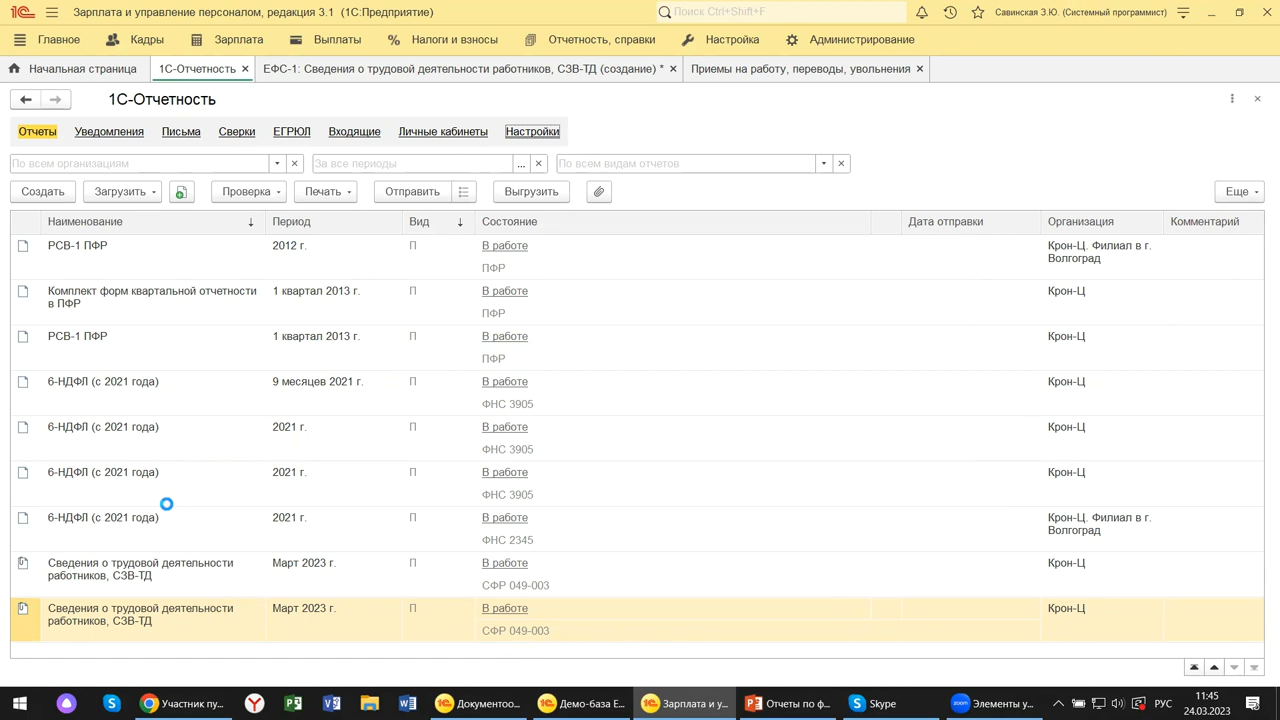 Зарплата и управление персоналом, редакция 3.1 (1С:Предприятие)
Поиск Ctrl+Shift+F
Савинская З.Ю. (Системный программист)
Главное Кадры Зарплата Выплаты Налоги и взносы Отчетность, справки Настройка Администрирование
Начальная страница 1С-Отчетность ЕФС-1: Сведения о трудовой деятельности работников, СЗВ-ТД (создание) * Приемы на работу, переводы, увольнения
1С-Отчетность
Отчеты Уведомления Письма Сверки ЕГРЮЛ Входящие Личные кабинеты Настройки
По всем организациям За все периоды ... По всем видам отчетов
Создать Загрузить Проверка Печать Отправить Выгрузить Еще
Наименование Период Вид Состояние Дата отправки Организация Комментарий
РСВ-1 ПФР 2012 г. П В работе Крон-Ц. Филиал в г.
Волгоград
ПФР
Комплект форм квартальной отчетности 1 квартал 2013 г. П В работе Крон-Ц
в ПФР
ПФР
РСВ-1 ПФР 1 квартал 2013 г. П В работе Крон-Ц
ПФР
6-НДФЛ (с 2021 года) 9 месяцев 2021 г. П В работе Крон-Ц
ФНС 3905
6-НДФЛ (с 2021 года) 2021 г. П В работе Крон-Ц
ФНС 3905
6-НДФЛ (с 2021 года) 2021 г. П В работе Крон-Ц
ФНС 3905
6-НДФЛ (с 2021 года) 2021 г. П В работе Крон-Ц. Филиал в г.
Волгоград
ФНС 2345
Сведения о трудовой деятельности Март 2023 г. П В работе Крон-Ц
работников, СЗВ-ТД
СФР 049-003
Сведения о трудовой деятельности Март 2023 г. П В работе Крон-Ц
работников, СЗВ-ТД
СФР 049-003
Участник пу... Документоо... Демо-база Е... Зарплата и у... Отчеты по ф... Skype Элементы у... РУС 11:45
24.03.2023